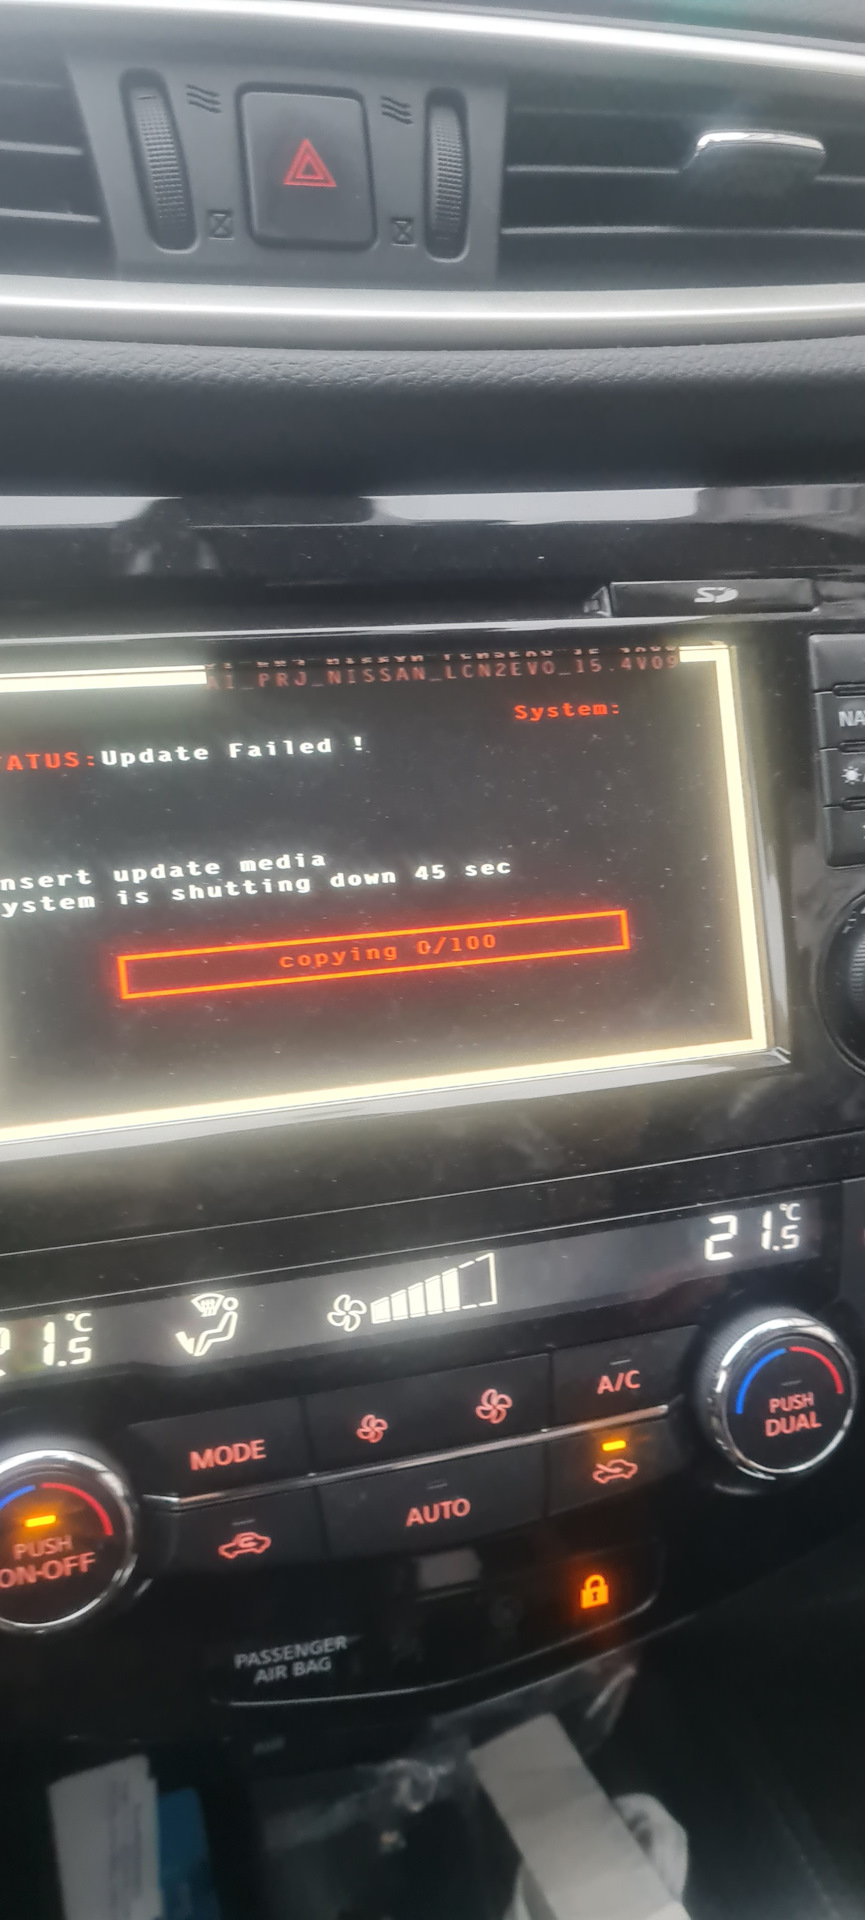 SD
AI_PRJ_NISSAN_LCN2EVO_15.4V09
System:
ATUS:Update Failed !
NA
nsert update media
ystem is shutting down 45 sec
copying 0/100
21.5°C
21.5°C
A/C
PUSH
DUAL
MODE
AUTO
PUSH
ON-OFF
PASSENGER
AIR BAG